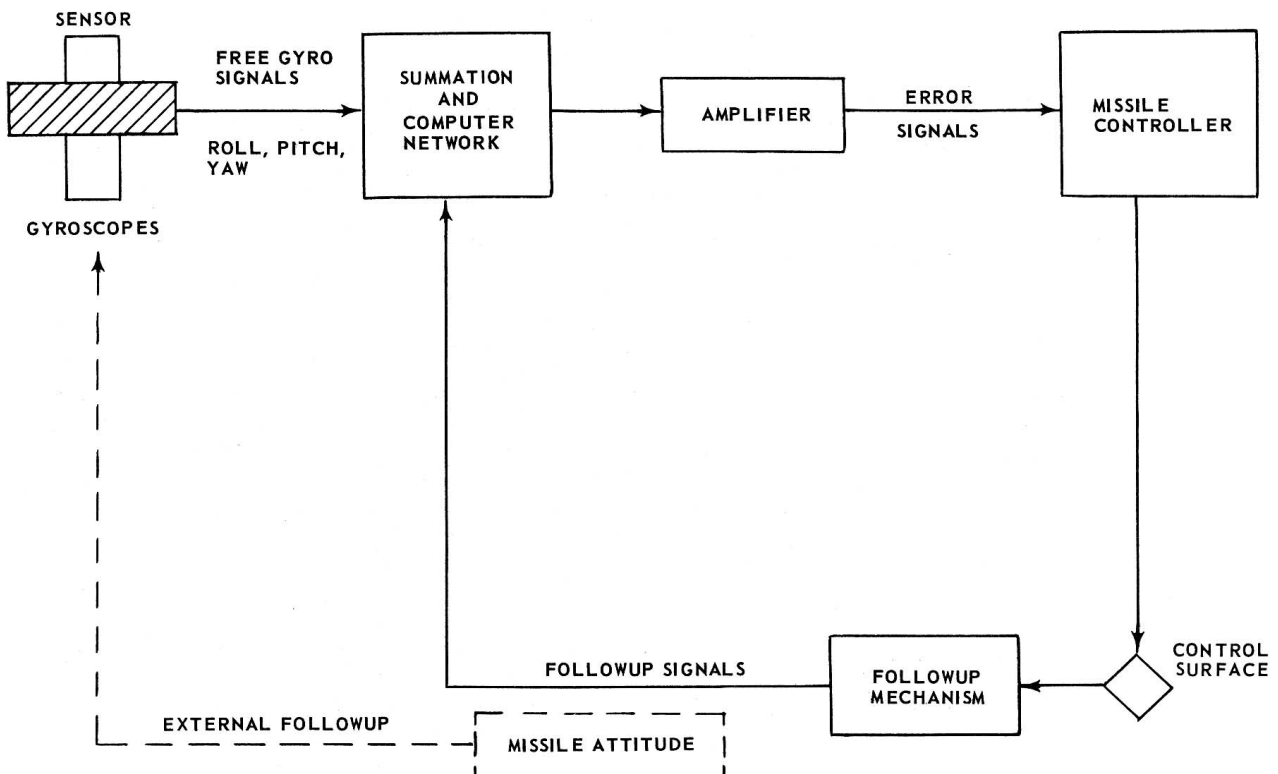 SENSOR
FREE GYRO
SIGNALS
ROLL, PITCH,
YAW
GYROSCOPES
SUMMATION
AND
COMPUTER
NETWORK
AMPLIFIER
ERROR
SIGNALS
MISSILE
CONTROLLER
CONTROL
SURFACE
FOLLOWUP
MECHANISM
FOLLOWUP SIGNALS
EXTERNAL FOLLOWUP
MISSILE ATTITUDE